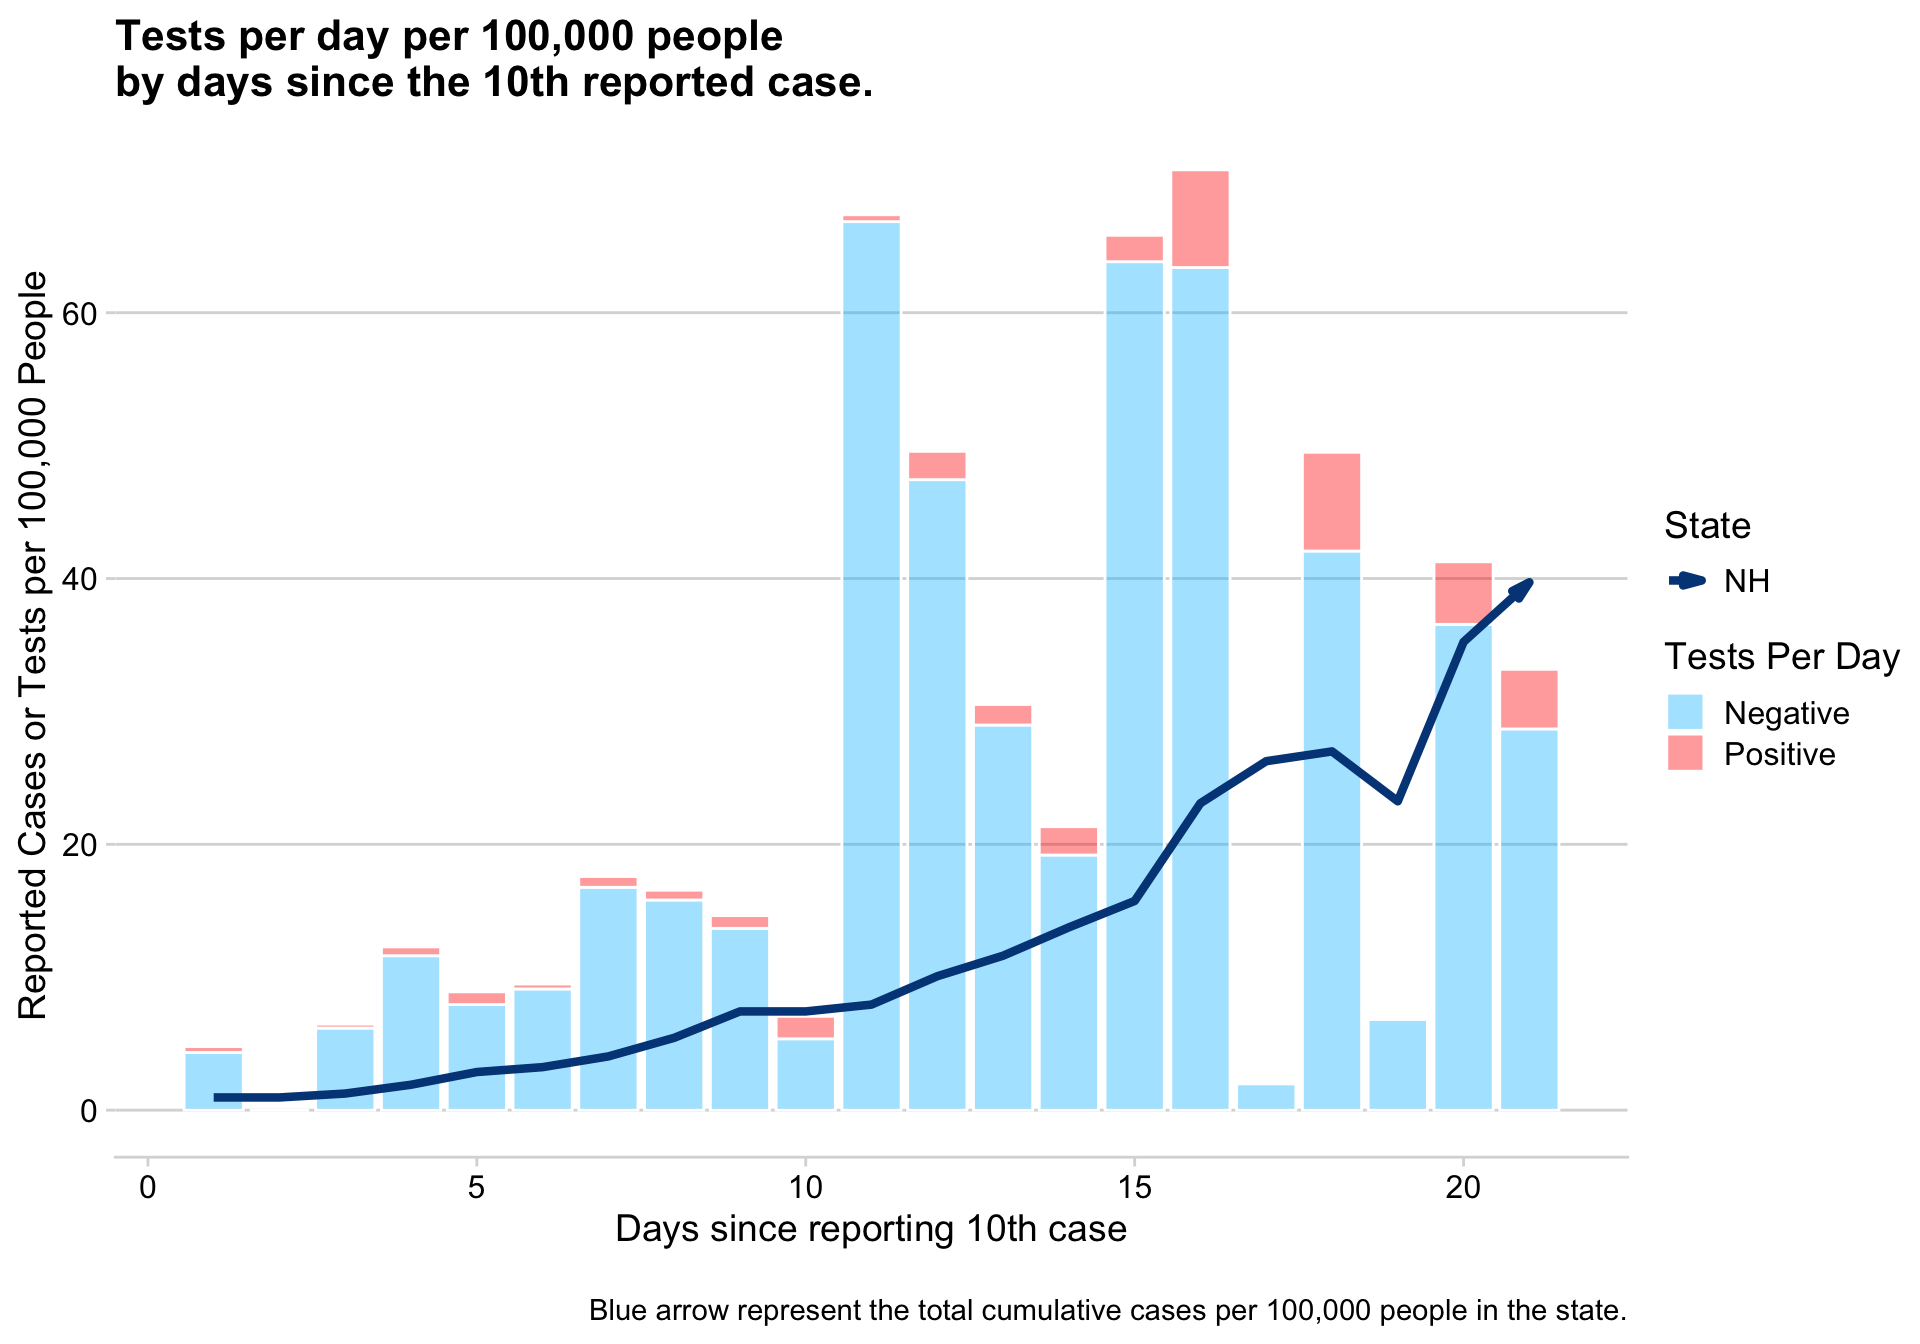 Tests per day per 100,000 people
by days since the 10th reported case.
Reported Cases or Tests per 100,000 People
60
40
20
0
0
5
10
15
20
Days since reporting 10th case
State
NH
Tests Per Day
Negative
Positive
Blue arrow represent the total cumulative cases per 100,000 people in the state.